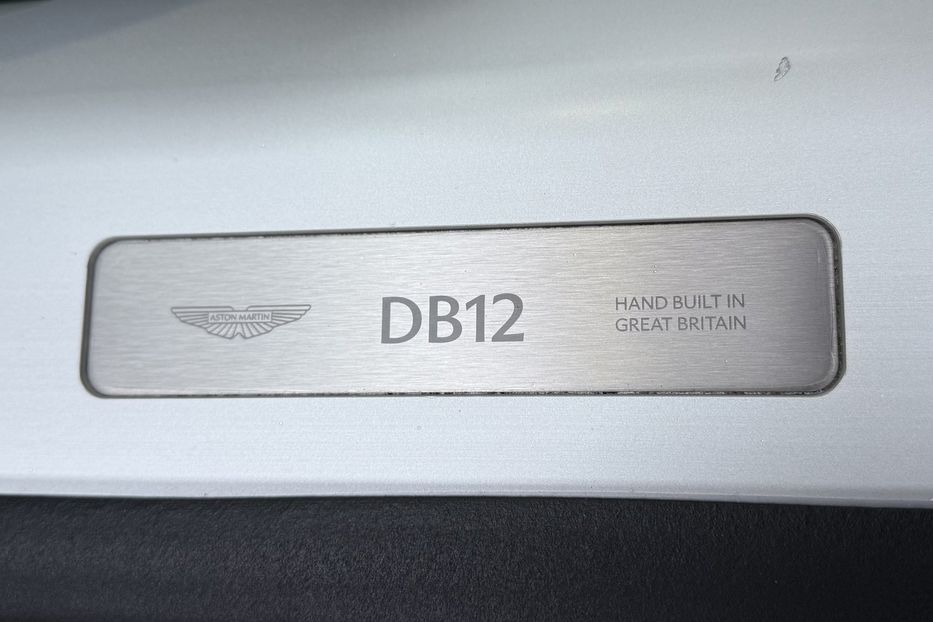 ASTON MARTIN
DB12
HAND BUILT IN
GREAT BRITAIN